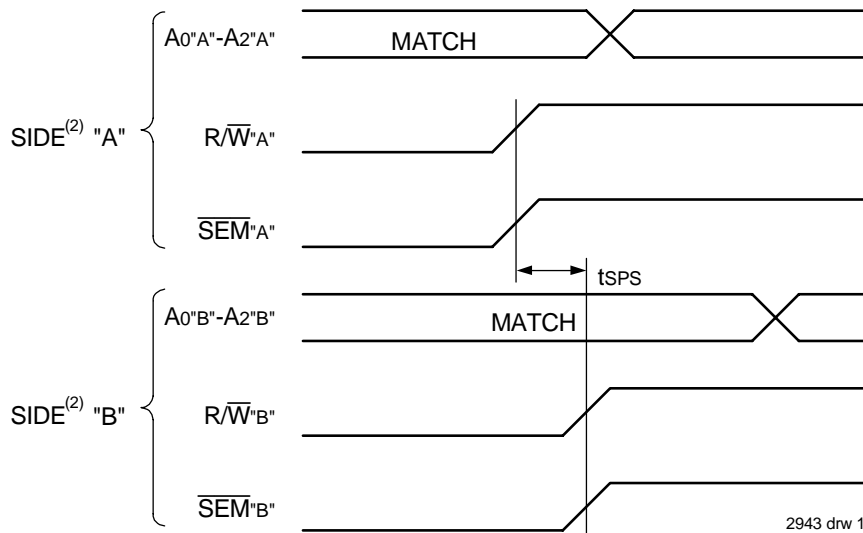 A0"A"-A2"A"
MATCH
SIDE(2) "A"
R/W"A"
SEM"A"
tSPS
A0"B"-A2"B"
MATCH
SIDE(2) "B"
R/W"B"
SEM"B"
2943 drw 1